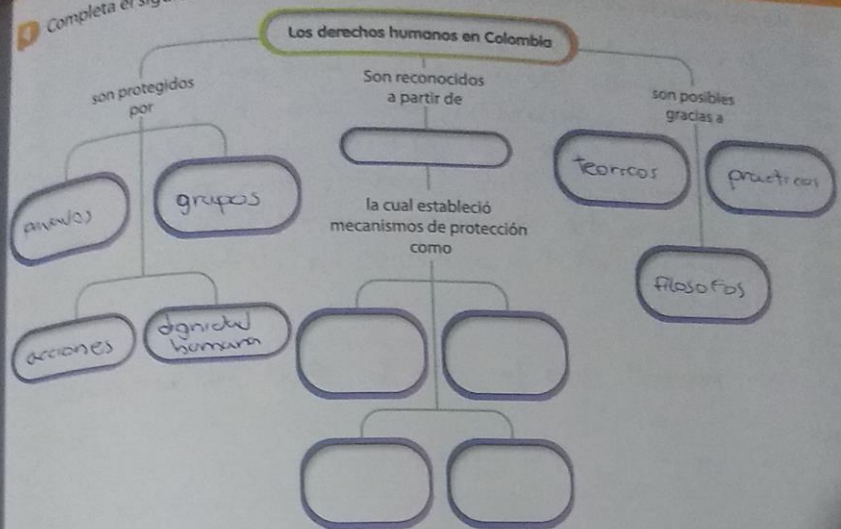 4 Completa el
Los derechos humanos en Colombia
son protegidos
por
grupos
acciones
dignidad
humana
Son reconocidos
a partir de
la cual estableció
mecanismos de protección
como
son posibles
gracias a
teoricos
practicos
filosofos